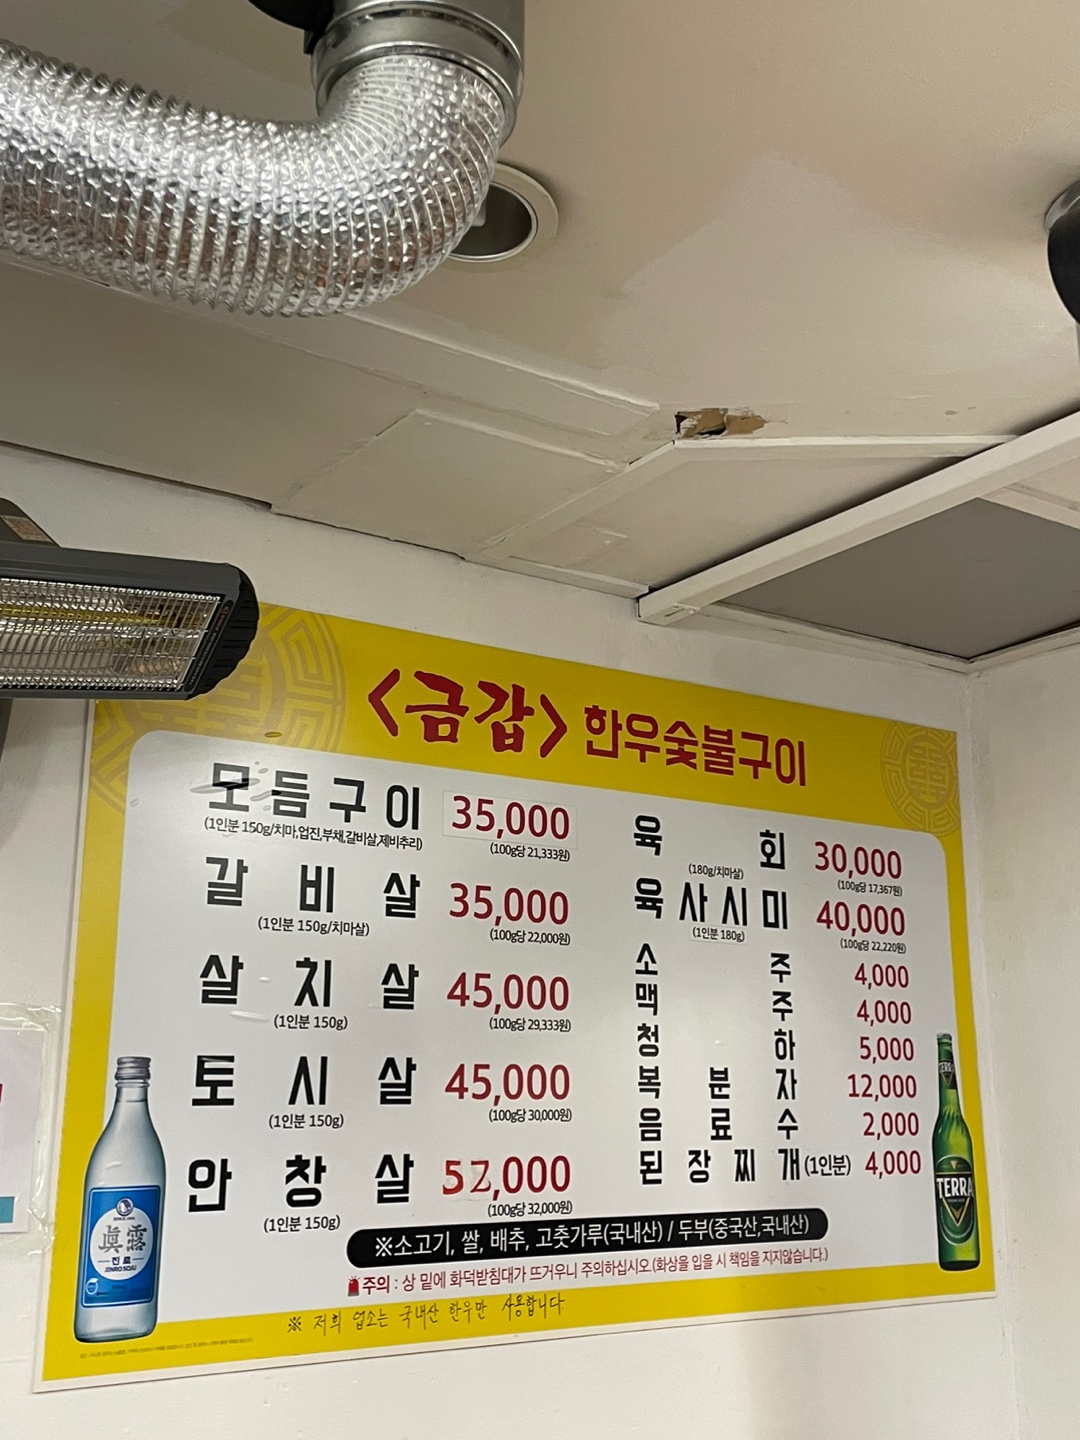 <금갑> 한우숯불구이
모듬구이 35,000
(1인분 150g/치마,업진,부채,갈비살,제비추리) (100g당 21,333원)
갈비살 35,000
(1인분 150g/치마살) (100g당 22,000원)
살치살 45,000
(1인분 150g) (100g당 29,333원)
토시살 45,000
(1인분 150g) (100g당 30,000원)
안창살 52,000
(1인분 150g) (100g당 32,000원)
육회 30,000
(180g/치마살) (100g당 17,367원)
육사시미 40,000
(1인분 180g) (100g당 22,220원)
소주 4,000
맥주 4,000
청하 5,000
복분자 12,000
음료수 2,000
된장찌개(1인분) 4,000
※소고기, 쌀, 배추, 고춧가루(국내산) / 두부(중국산,국내산)
주의 : 상 밑에 화덕받침대가 뜨거우니 주의하십시오.(화상을 입을 시 책임을 지지않습니다.)
※ 저희 업소는 국내산 한우만 사용합니다
眞露
진로
JINRO SOJU
TERRA